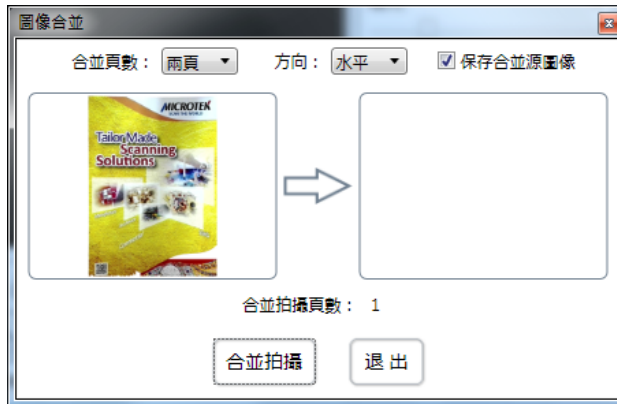 圖像合並
合並頁數： 兩頁 方向： 水平 保存合並源圖像
MICROTEK
Tailor Made
Scanning
Solutions
合並拍攝頁數： 1
合並拍攝 退出